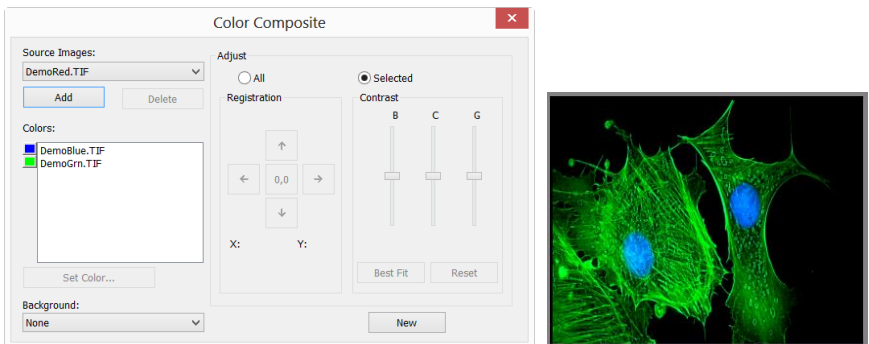 Color Composite
Source Images:
DemoRed.TIF
Add
Delete
Colors:
DemoBlue.TIF
DemoGrn.TIF
Set Color...
Background:
None
Adjust
All
Selected
Registration
0,0
X:
Y:
Contrast
B
C
G
Best Fit
Reset
New